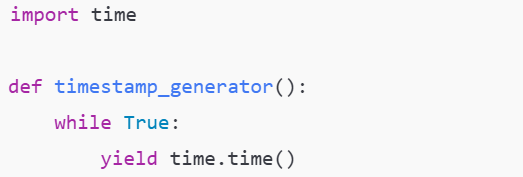 import time

def timestamp_generator():
    while True:
        yield time.time()